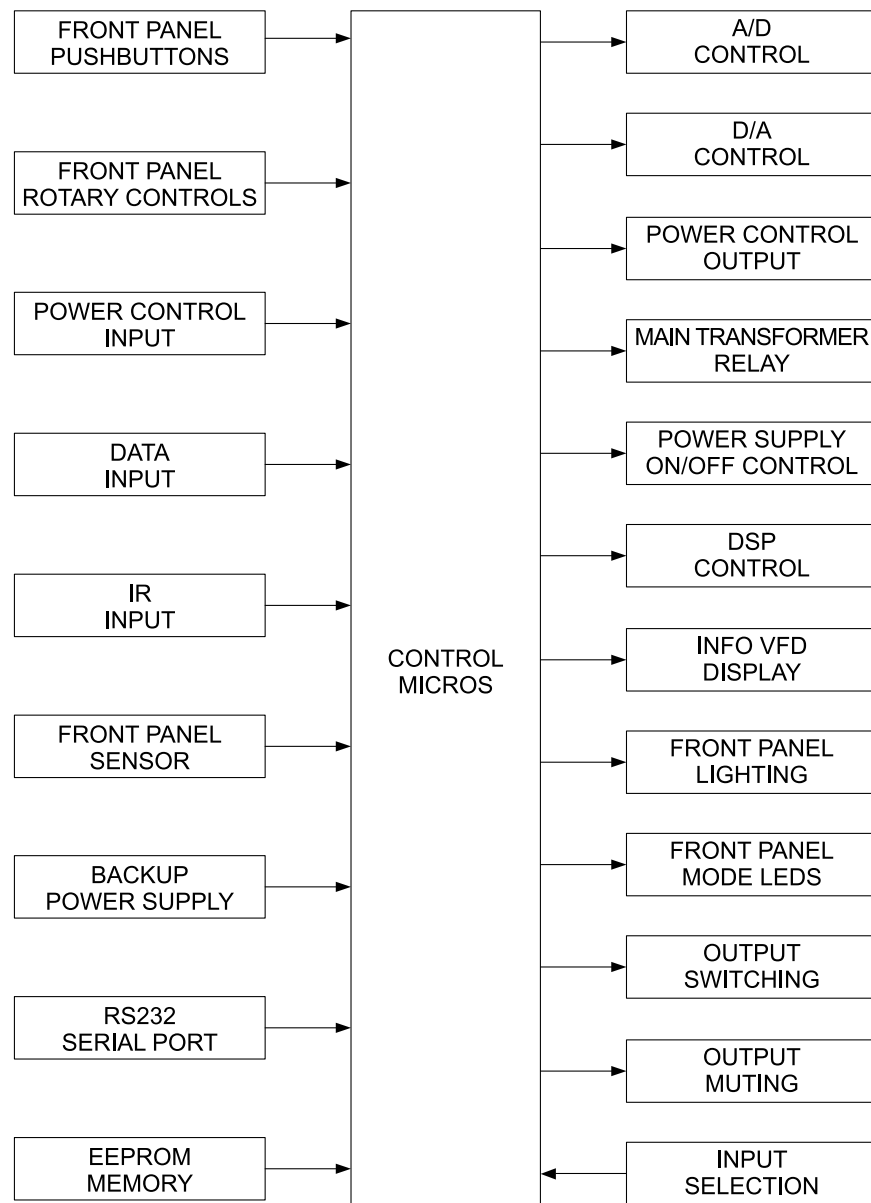 FRONT PANEL
PUSHBUTTONS
FRONT PANEL
ROTARY CONTROLS
POWER CONTROL
INPUT
DATA
INPUT
IR
INPUT
FRONT PANEL
SENSOR
BACKUP
POWER SUPPLY
RS232
SERIAL PORT
EEPROM
MEMORY
CONTROL
MICROS
A/D
CONTROL
D/A
CONTROL
POWER CONTROL
OUTPUT
MAIN TRANSFORMER
RELAY
POWER SUPPLY
ON/OFF CONTROL
DSP
CONTROL
INFO VFD
DISPLAY
FRONT PANEL
LIGHTING
FRONT PANEL
MODE LEDS
OUTPUT
SWITCHING
OUTPUT
MUTING
INPUT
SELECTION